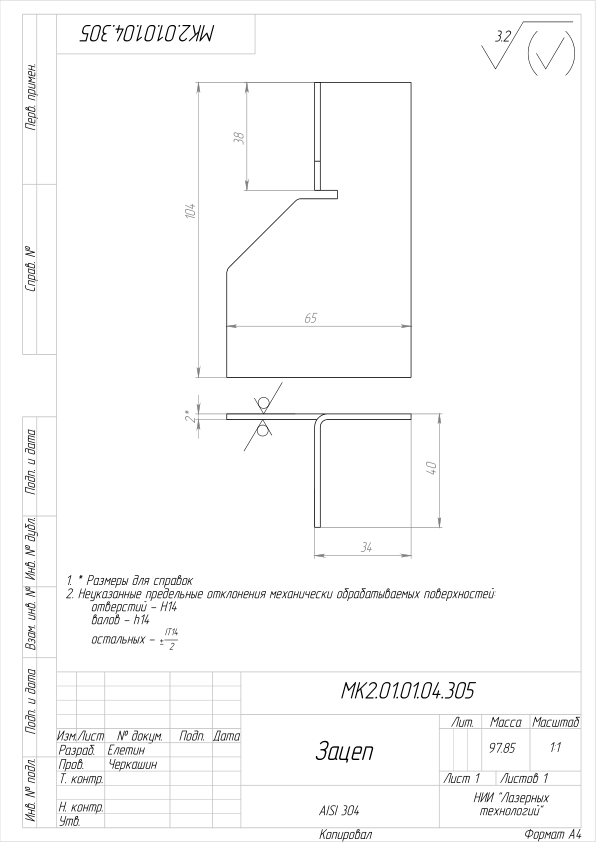 МК2.01.01.04.305
3.2
Перв. примен.
Справ. №
Подп. и дата
Инв. № дубл.
Взам. инв. №
Подп. и дата
Инв. № подл.
38
104
65
2*
40
34
1. * Размеры для справок
2. Неуказанные предельные отклонения механически обрабатываемых поверхностей:
отверстий – H14
валов – h14
остальных – ± IT14
2
МК2.01.01.04.305
Изм. Лист № докум. Подп. Дата
Разраб. Елетин
Пров. Черкашин
Т. контр.
Н. контр.
Утв.
Зацеп
Лит. Масса Масштаб
97.85 1:1
Лист 1 Листов 1
AISI 304
НИИ "Лазерных
технологий"
Копировал Формат А4